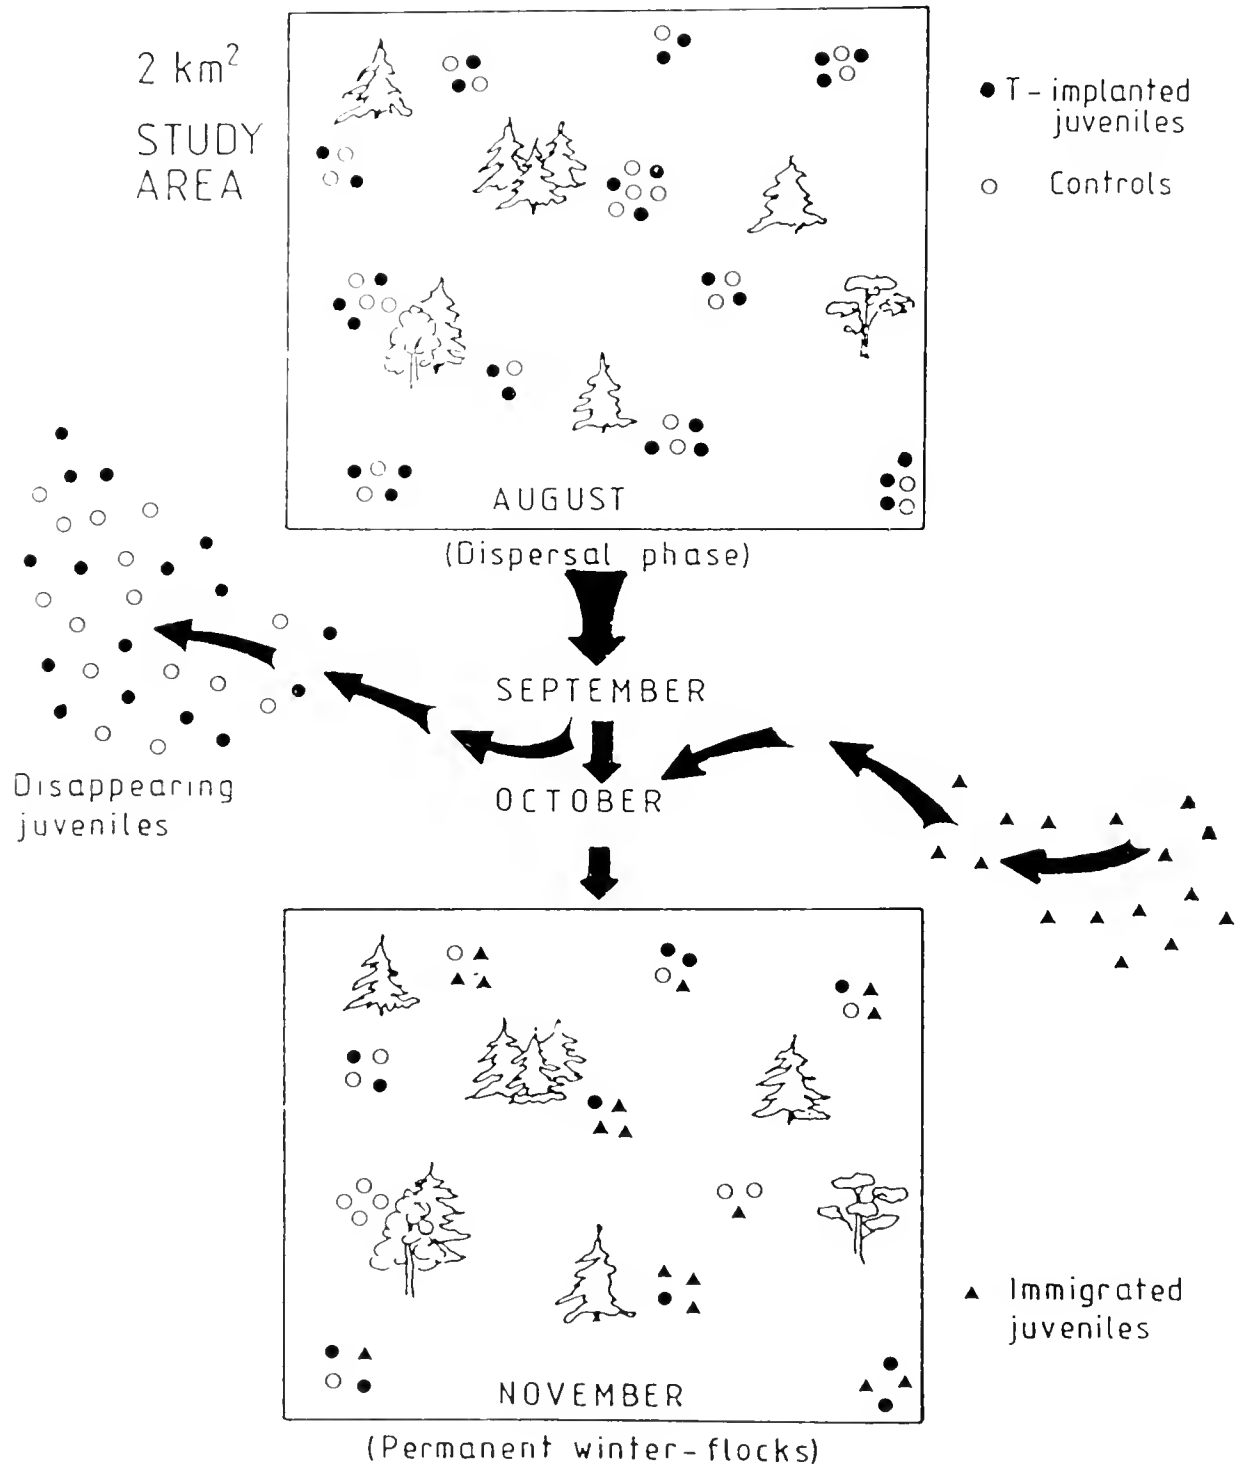 2 km²
STUDY
AREA
T-implanted
juveniles
Controls
AUGUST
(Dispersal phase)
SEPTEMBER
OCTOBER
Disappearing
juveniles
Immigrated
juveniles
NOVEMBER
(Permanent winter-flocks)